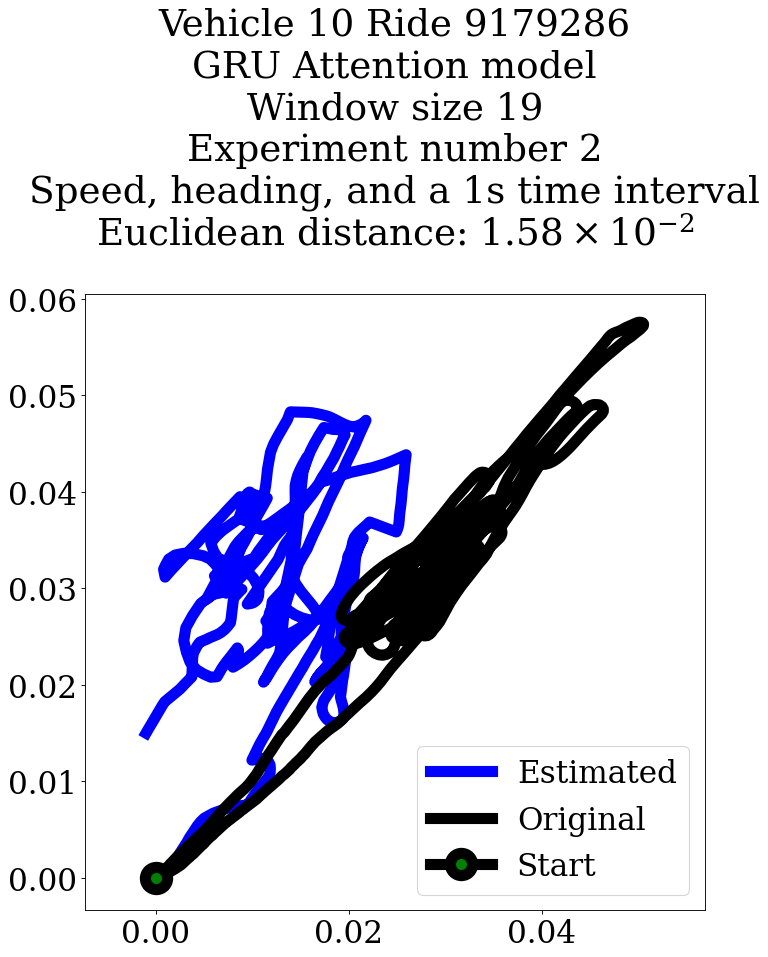 Vehicle 10 Ride 9179286
GRU Attention model
Window size 19
Experiment number 2
Speed, heading, and a 1s time interval
Euclidean distance: 1.58 × 10⁻²
0.06
0.05
0.04
0.03
0.02
0.01
0.00
Estimated
Original
Start
0.00 0.02 0.04